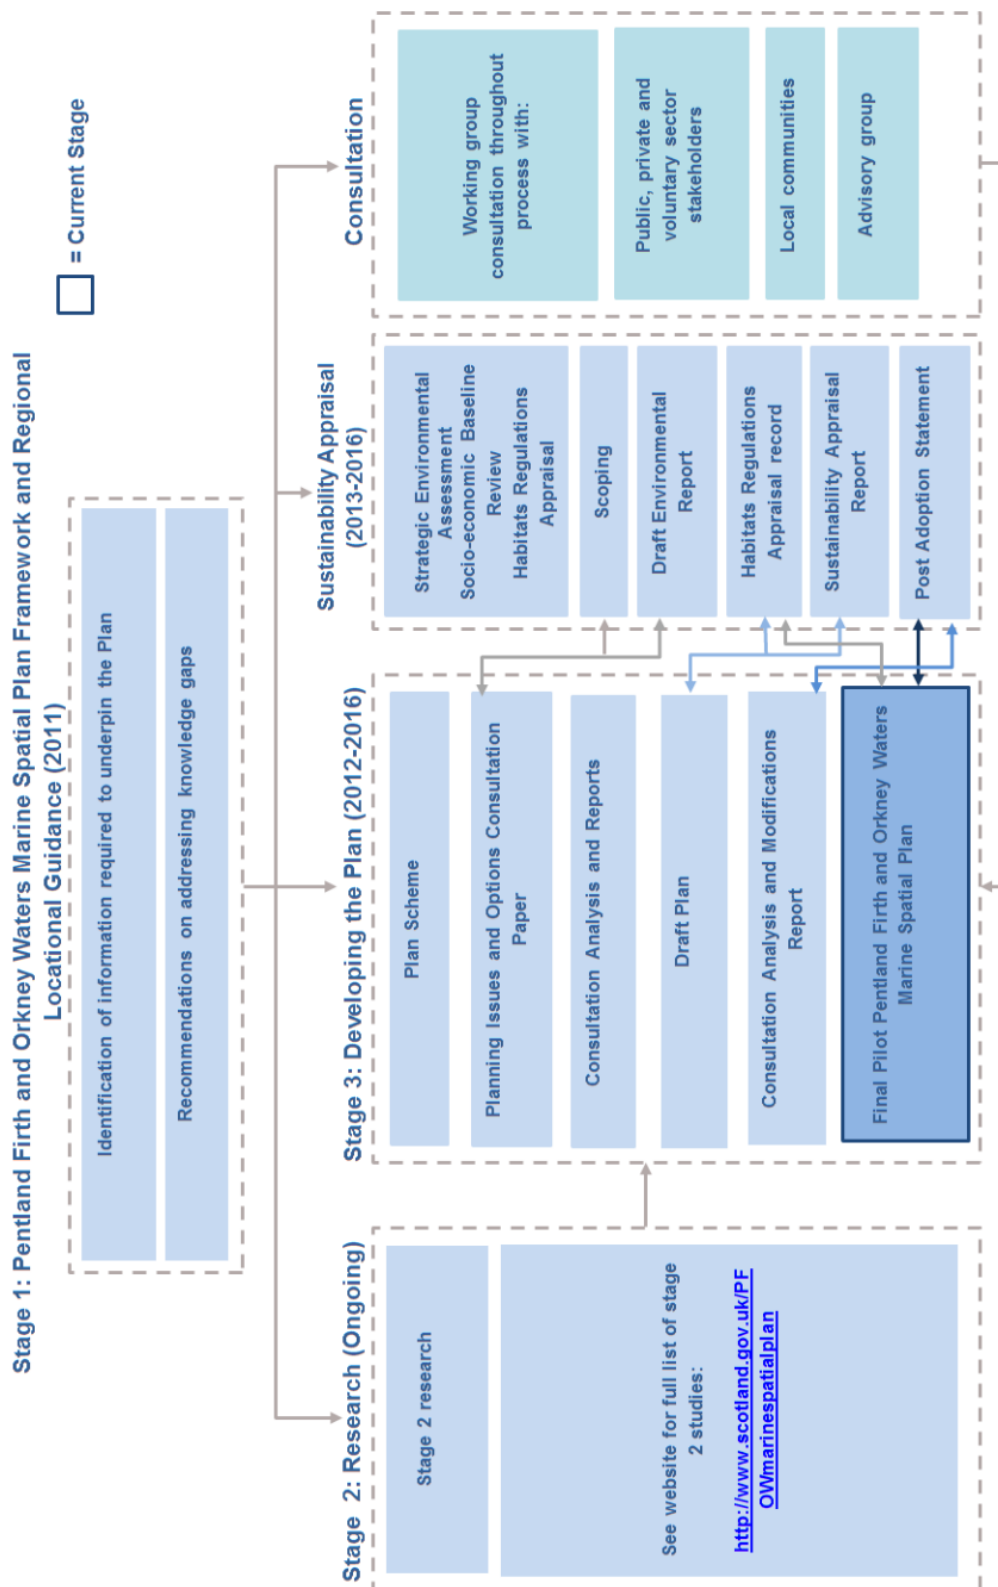 Stage 1: Pentland Firth and Orkney Waters Marine Spatial Plan Framework and Regional
Locational Guidance (2011)
= Current Stage
Identification of information required to underpin the Plan
Recommendations on addressing knowledge gaps
Stage 2: Research (Ongoing)
Stage 2 research
See website for full list of stage
2 studies:
http://www.scotland.gov.uk/PF
OWmarinespatialplan
Stage 3: Developing the Plan (2012-2016)
Plan Scheme
Planning Issues and Options Consultation
Paper
Consultation Analysis and Reports
Draft Plan
Consultation Analysis and Modifications
Report
Final Pilot Pentland Firth and Orkney Waters
Marine Spatial Plan
Sustainability Appraisal
(2013-2016)
Strategic Environmental
Assessment
Socio-economic Baseline
Review
Habitats Regulations
Appraisal
Scoping
Draft Environmental
Report
Habitats Regulations
Appraisal record
Sustainability Appraisal
Report
Post Adoption Statement
Consultation
Working group
consultation throughout
process with:
Public, private and
voluntary sector
stakeholders
Local communities
Advisory group